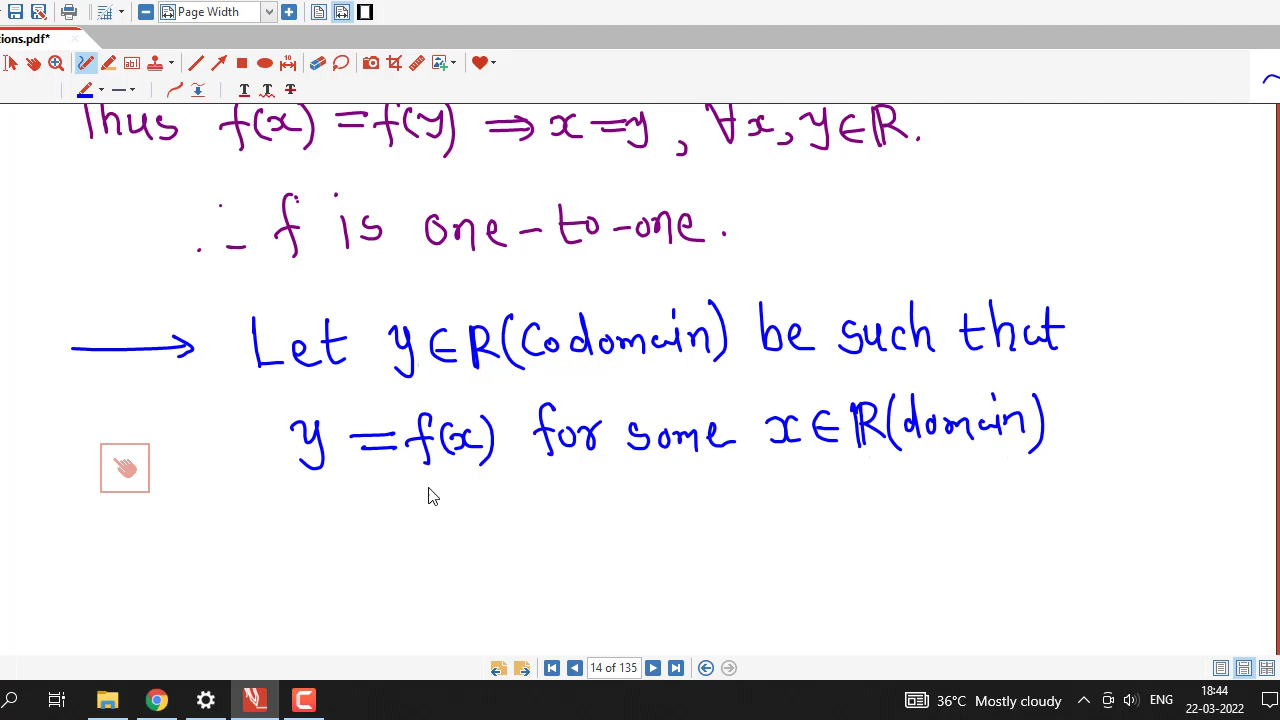 Page Width
ions.pdf*
10
Thus f(x) = f(y) ⟹ x = y, ∀x, y ∈ ℝ.
∴ f is one-to-one.
⟶ Let y ∈ ℝ (Codomain) be such that
y = f(x) for some x ∈ ℝ (domain)
14 of 135
36°C Mostly cloudy ENG 18:44
22-03-2022